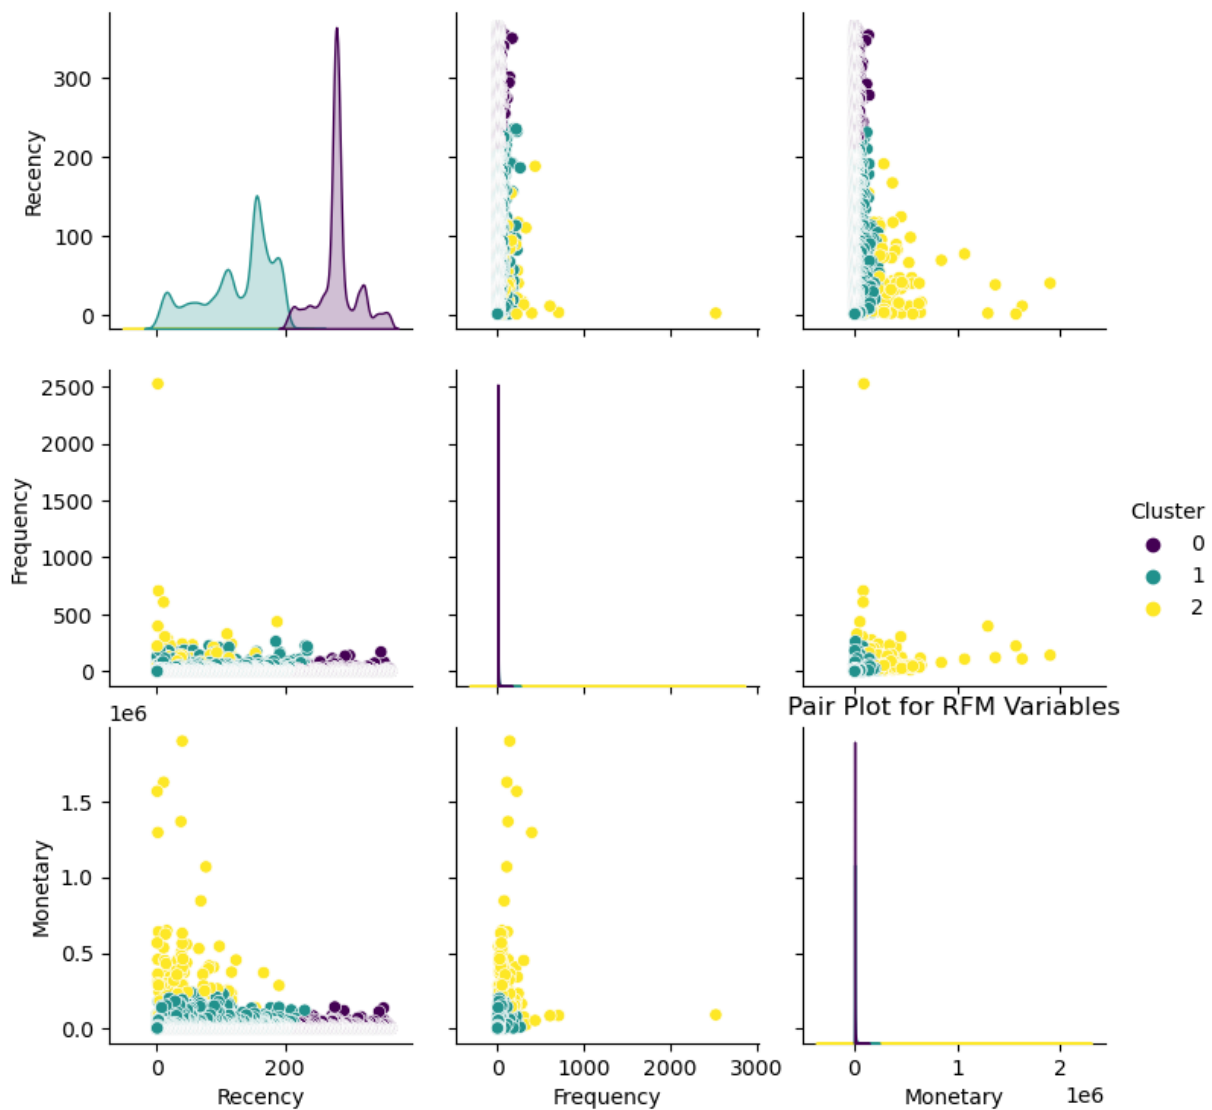 Recency
300
200
100
0
Frequency
2500
2000
1500
1000
500
0
Cluster
0
1
2
1e6
Pair Plot for RFM Variables
Monetary
1.5
1.0
0.5
0.0
0 200
0 1000 2000 3000
0 1 2
1e6
Recency
Frequency
Monetary